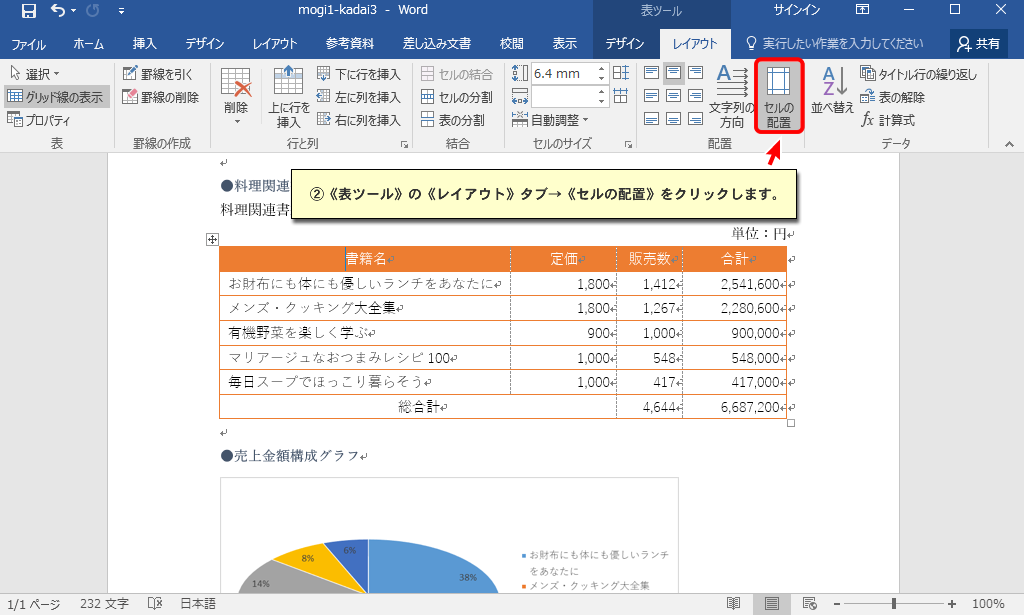 mogi1-kadai3 - Word
表ツール
サインイン
ファイル
ホーム
挿入
デザイン
レイアウト
参考資料
差し込み文書
校閲
表示
デザイン
レイアウト
実行したい作業を入力してください
共有
選択
グリッド線の表示
プロパティ
表
罫線を引く
罫線の削除
罫線の作成
削除
上に行を
挿入
下に行を挿入
左に列を挿入
右に列を挿入
行と列
セルの結合
セルの分割
表の分割
結合
6.4 mm
自動調整
セルのサイズ
文字列の
方向
セルの
配置
配置
並べ替え
タイトル行の繰り返し
表の解除
計算式
データ
②《表ツール》の《レイアウト》タブ→《セルの配置》をクリックします。
●料理関連
料理関連書
単位：円
書籍名 定価 販売数 合計
お財布にも体にも優しいランチをあなたに 1,800 1,412 2,541,600
メンズ・クッキング大全集 1,800 1,267 2,280,600
有機野菜を楽しく学ぶ 900 1,000 900,000
マリアージュなおつまみレシピ 100 1,000 548 548,000
毎日スープでほっこり暮らそう 1,000 417 417,000
総合計 4,644 6,687,200
●売上金額構成グラフ
6%
8%
14%
38%
お財布にも体にも優しいランチ
をあなたに
メンズ・クッキング大全集
1/1 ページ 232 文字 日本語 100%